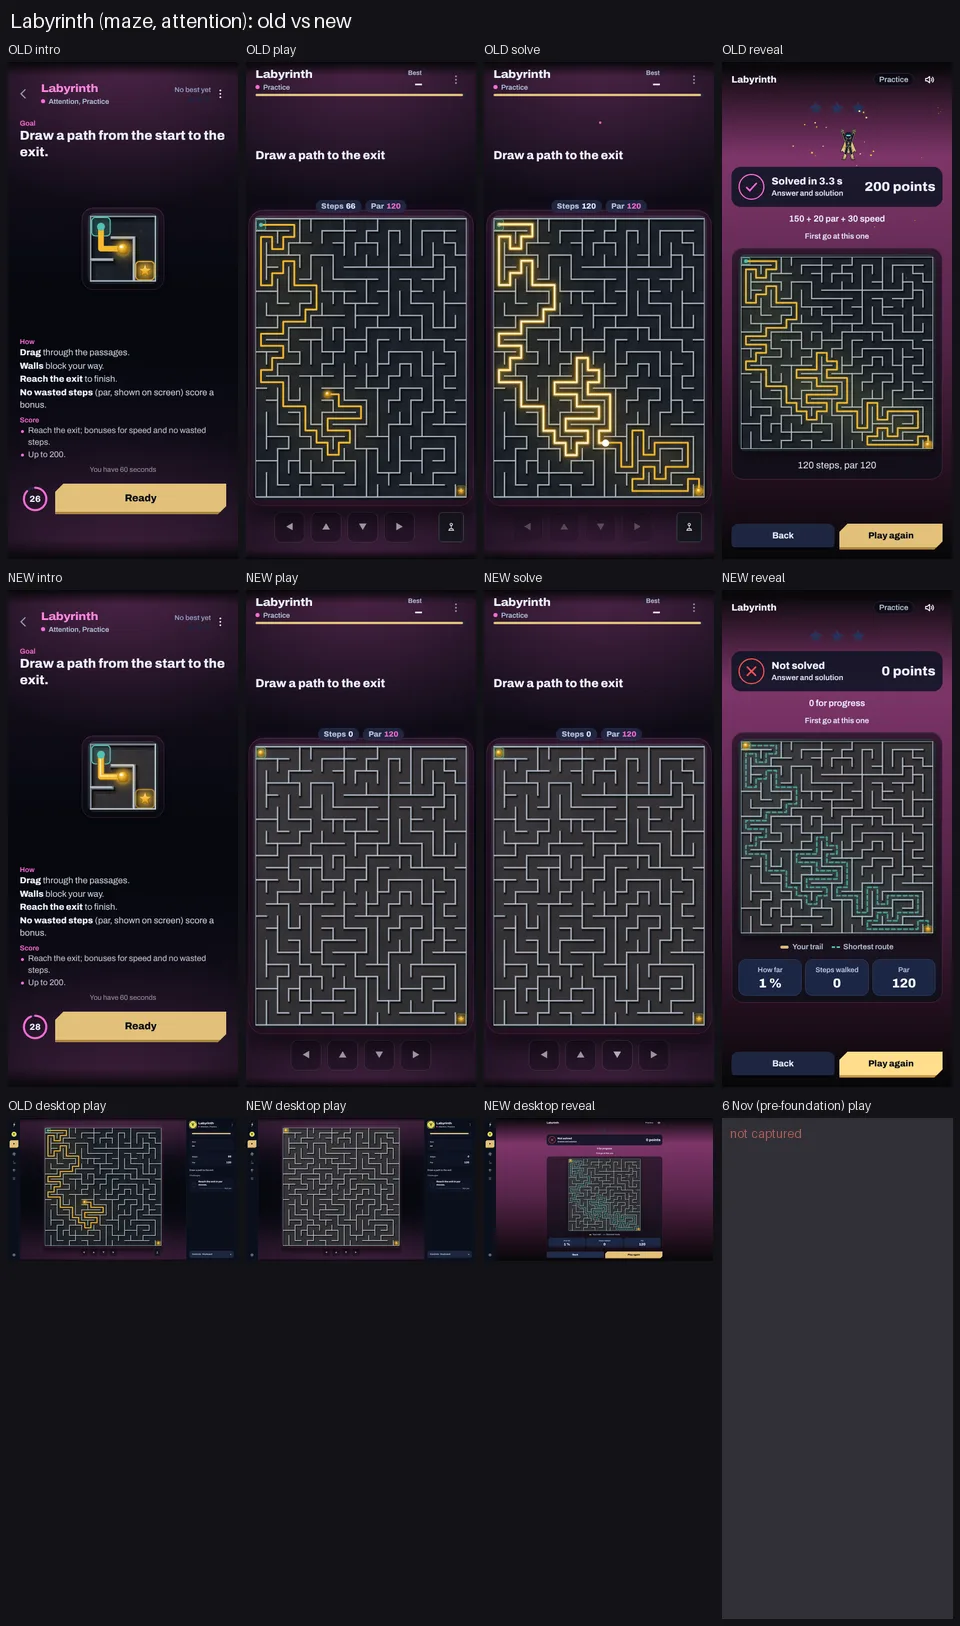 Labyrinth (maze, attention): old vs new
OLD intro
OLD play
OLD solve
OLD reveal
Labyrinth
Attention, Practice
No best yet
Goal
Draw a path from the start to the
exit.
How
Drag through the passages.
Walls block your way.
Reach the exit to finish.
No wasted steps (par, shown on screen) score a
bonus.
Score
Reach the exit; bonuses for speed and no wasted
steps.
Up to 200.
You have 60 seconds
26
Ready
Labyrinth
Practice
Best
Draw a path to the exit
Steps 66
Par 120
Labyrinth
Practice
Best
Draw a path to the exit
Steps 120
Par 120
Labyrinth
Practice
Solved in 3.3 s
Answer and solution
200 points
150 + 20 par + 30 speed
First go at this one
120 steps, par 120
Back
Play again
NEW intro
NEW play
NEW solve
NEW reveal
Labyrinth
Attention, Practice
No best yet
Goal
Draw a path from the start to the
exit.
How
Drag through the passages.
Walls block your way.
Reach the exit to finish.
No wasted steps (par, shown on screen) score a
bonus.
Score
Reach the exit; bonuses for speed and no wasted
steps.
Up to 200.
You have 60 seconds
28
Ready
Labyrinth
Practice
Best
Draw a path to the exit
Steps 0
Par 120
Labyrinth
Practice
Best
Draw a path to the exit
Steps 0
Par 120
Labyrinth
Practice
Not solved
Answer and solution
0 points
0 for progress
First go at this one
Your trail
Shortest route
How far
1 %
Steps walked
0
Par
120
Back
Play again
OLD desktop play
NEW desktop play
NEW desktop reveal
6 Nov (pre-foundation) play
Labyrinth
Labyrinth
not captured